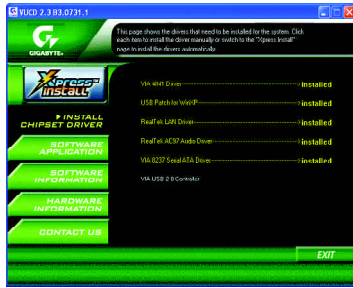 VUCD 2.3 B3.0731.1
This page shows the drivers that need to be installed for the system. Click
each item to install the driver manually or switch to the "Xpress Install"
page to install the drivers automatically.
GIGABYTE
Xpress
Install
INSTALL
CHIPSET DRIVER
SOFTWARE
APPLICATION
SOFTWARE
INFORMATION
HARDWARE
INFORMATION
CONTACT US
VIA 4IN1 Driver installed
USB Patch for WinXP installed
RealTek LAN Driver installed
RealTek AC97 Audio Driver installed
VIA 8237 Serial ATA Driver installed
VIA USB 2.0 Controller
EXIT